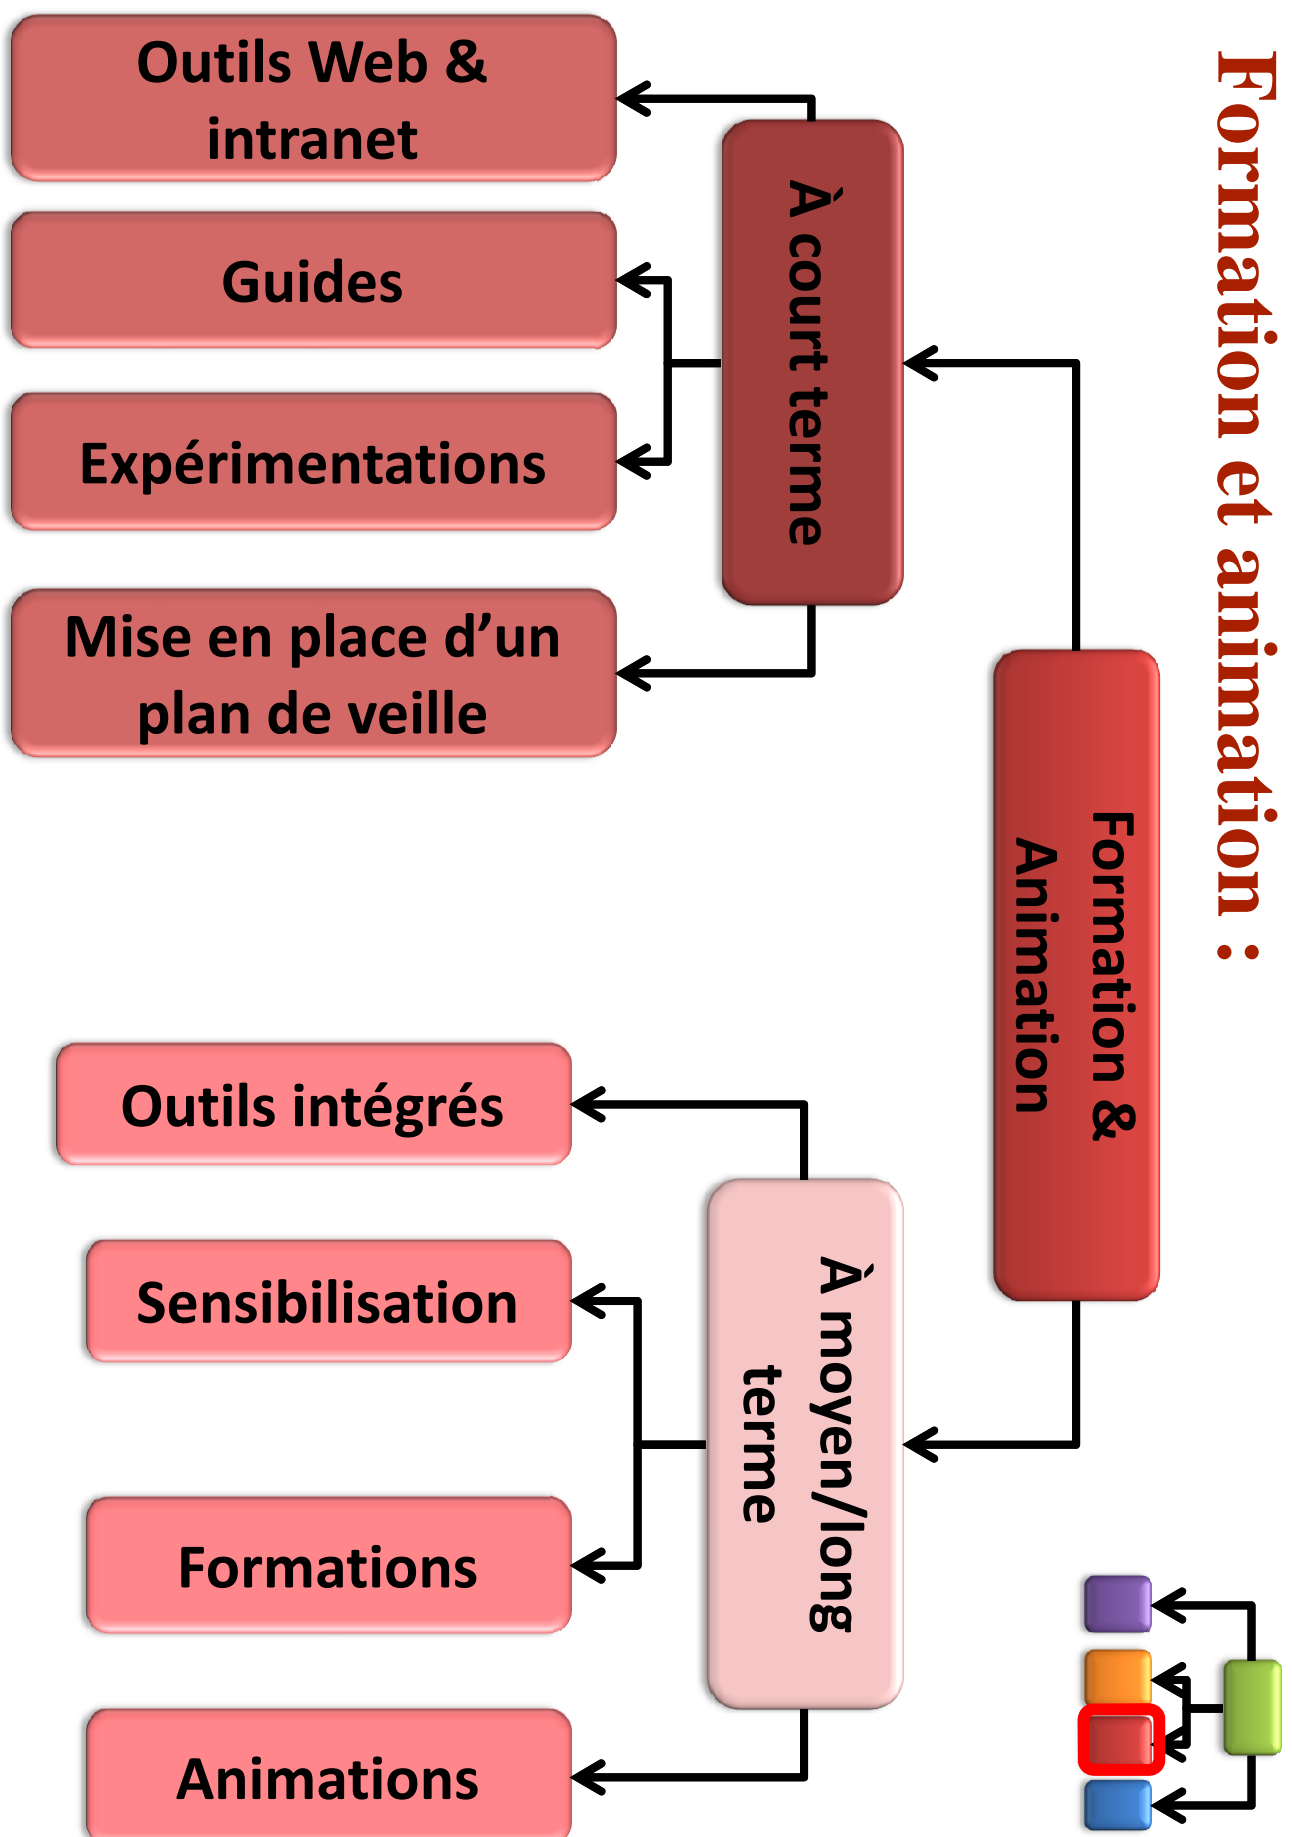 Formation et animation :
Formation &
Animation
À court terme
Outils Web &
intranet
Guides
Expérimentations
Mise en place d’un
plan de veille
À moyen/long
terme
Outils intégrés
Sensibilisation
Formations
Animations